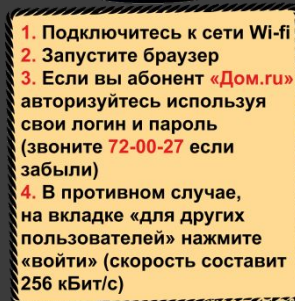 1. Подключитесь к сети Wi-fi
2. Запустите браузер
3. Если вы абонент «Дом.ru»
авторизуйтесь используя
свои логин и пароль
(звоните 72-00-27 если
забыли)
4. В противном случае,
на вкладке «для других
пользователей» нажмите
«войти» (скорость составит
256 кБит/с)